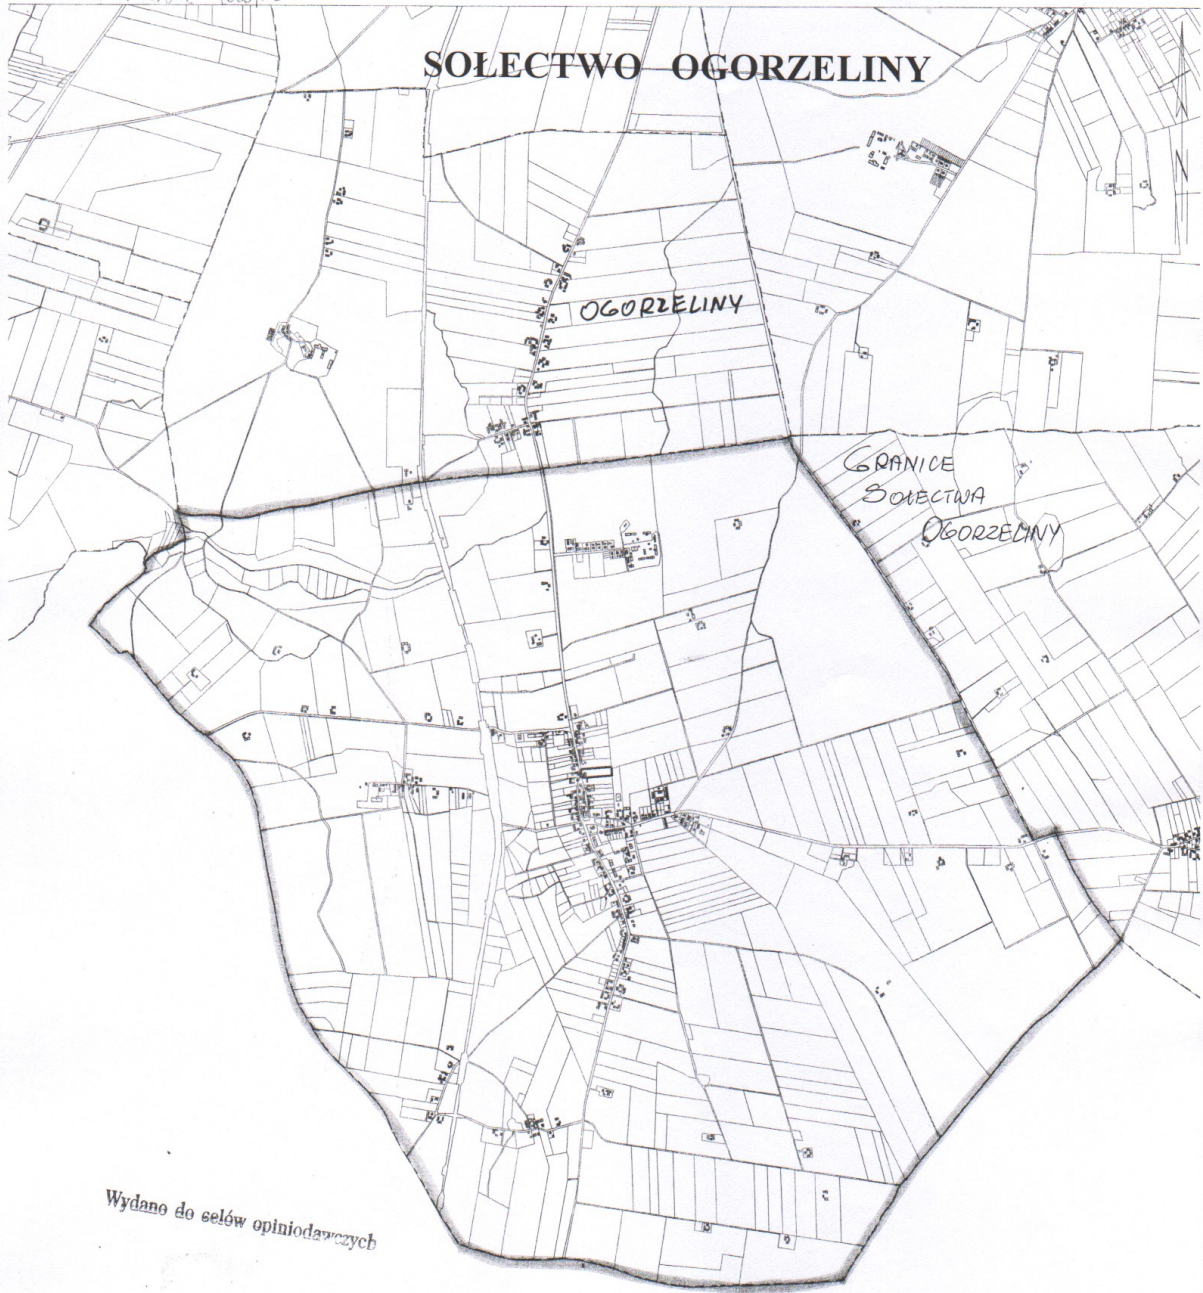 SOŁECTWO OGORZELINY
OGORZELINY
GRANICE
SOŁECTWA
OGORZELINY
Wydano do celów opiniodawczych